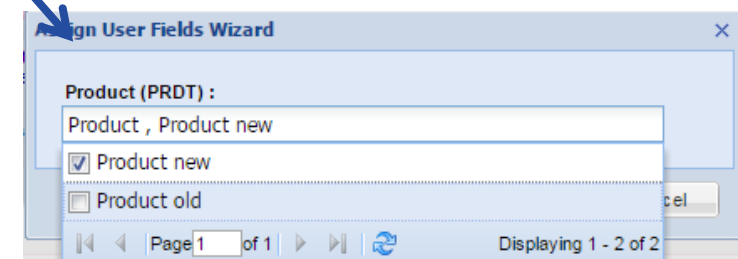 Assign User Fields Wizard
Product (PRDT) :
Product , Product new
Product new
Product old
Page 1 of 1 Displaying 1 - 2 of 2